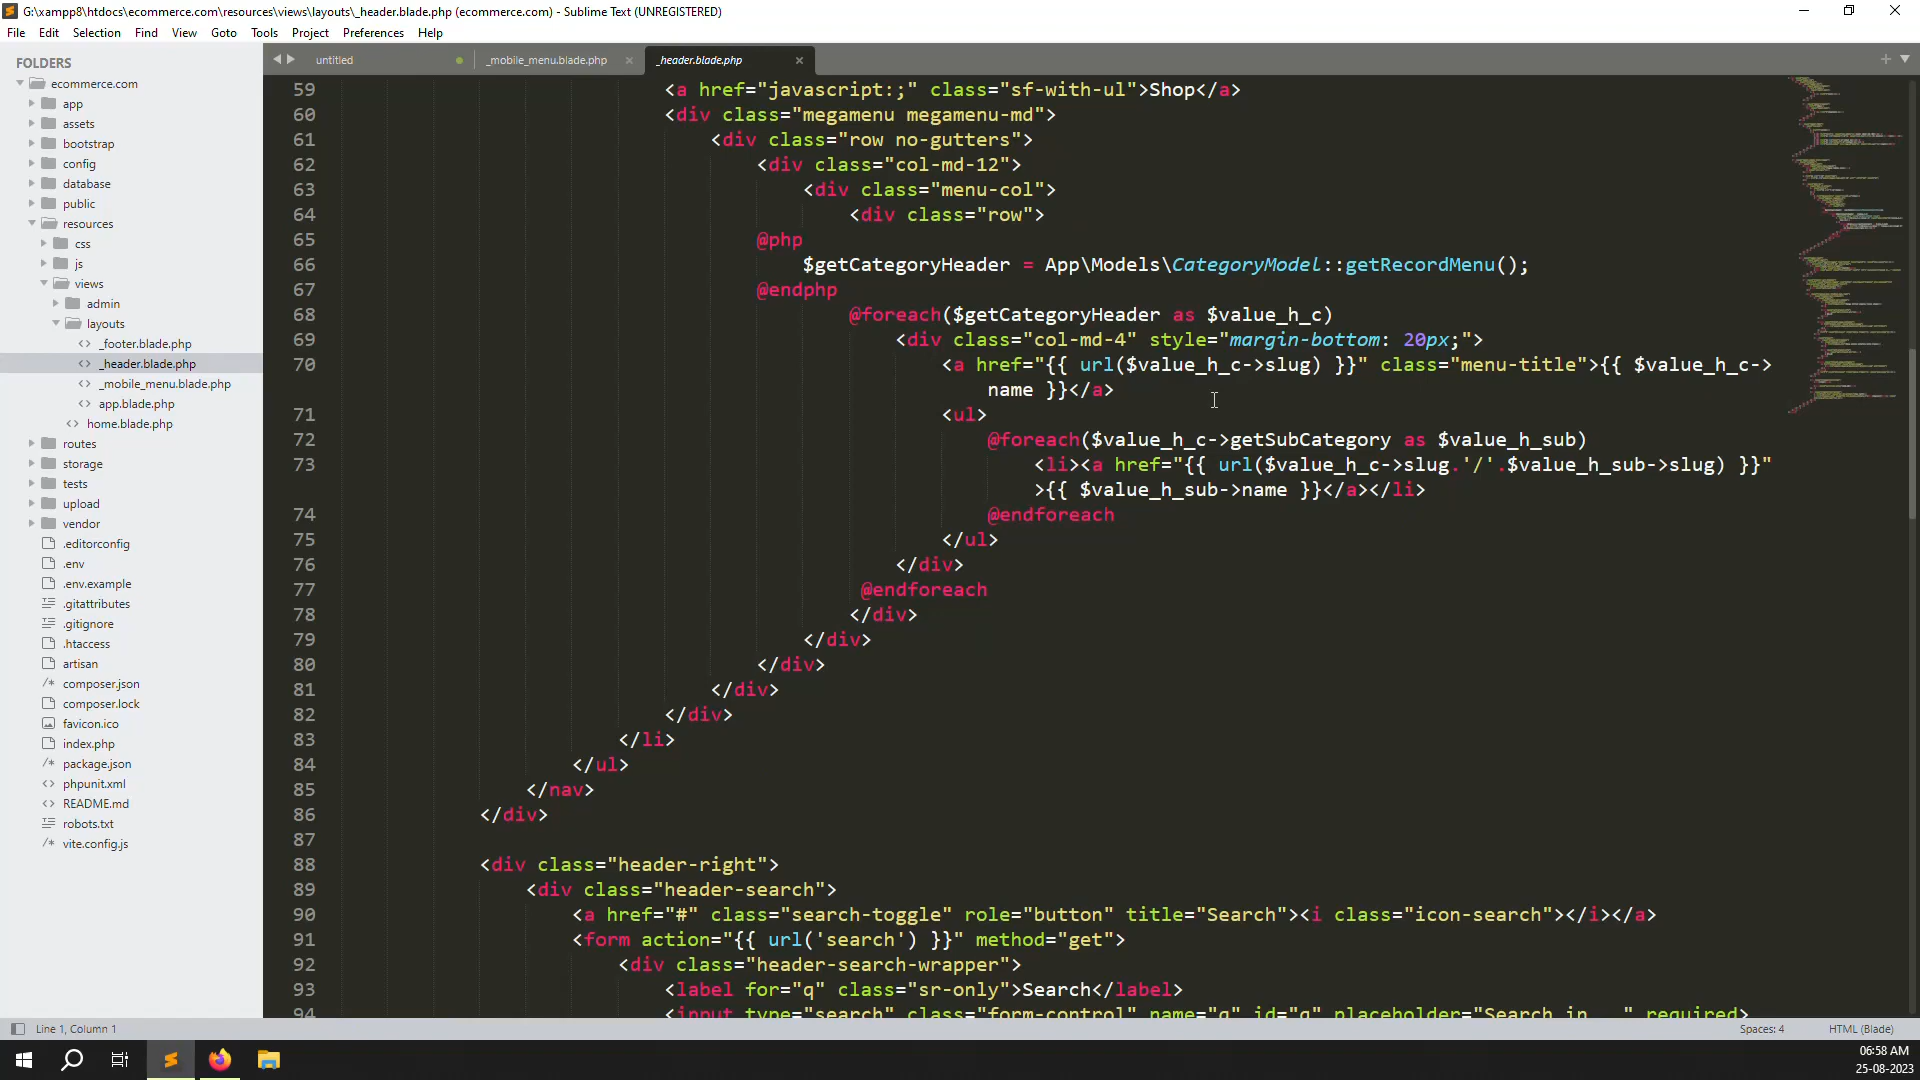 G:\xampp8\htdocs\ecommerce.com\resources\views\layouts\_header.blade.php (ecommerce.com) - Sublime Text (UNREGISTERED)
File Edit Selection Find View Goto Tools Project Preferences Help
FOLDERS
ecommerce.com
app
assets
bootstrap
config
database
public
resources
css
js
views
admin
layouts
_footer.blade.php
_header.blade.php
_mobile_menu.blade.php
app.blade.php
home.blade.php
routes
storage
tests
upload
vendor
.editorconfig
.env
.env.example
.gitattributes
.gitignore
.htaccess
artisan
composer.json
composer.lock
favicon.ico
index.php
package.json
phpunit.xml
README.md
robots.txt
vite.config.js
untitled _mobile_menu.blade.php _header.blade.php
59 <a href="javascript:;" class="sf-with-ul">Shop</a>
60 <div class="megamenu megamenu-md">
61 <div class="row no-gutters">
62 <div class="col-md-12">
63 <div class="menu-col">
64 <div class="row">
65 @php
66 $getCategoryHeader = App\Models\CategoryModel::getRecordMenu();
67 @endphp
68 @foreach($getCategoryHeader as $value_h_c)
69 <div class="col-md-4" style="margin-bottom: 20px;">
70 <a href="{{ url($value_h_c->slug) }}" class="menu-title">{{ $value_h_c->
name }}</a>
71 <ul>
72 @foreach($value_h_c->getSubCategory as $value_h_sub)
73 <li><a href="{{ url($value_h_c->slug.'/'.$value_h_sub->slug) }}"
>{{ $value_h_sub->name }}</a></li>
74 @endforeach
75 </ul>
76 </div>
77 @endforeach
78 </div>
79 </div>
80 </div>
81 </div>
82 </div>
83 </li>
84 </ul>
85 </nav>
86 </div>
87
88 <div class="header-right">
89 <div class="header-search">
90 <a href="#" class="search-toggle" role="button" title="Search"><i class="icon-search"></i></a>
91 <form action="{{ url('search') }}" method="get">
92 <div class="header-search-wrapper">
93 <label for="q" class="sr-only">Search</label>
94 <input type="search" class="form-control" name="q" id="q" placeholder="Search in ..." required>
Line 1, Column 1
Spaces: 4
HTML (Blade)
06:58 AM
25-08-2023